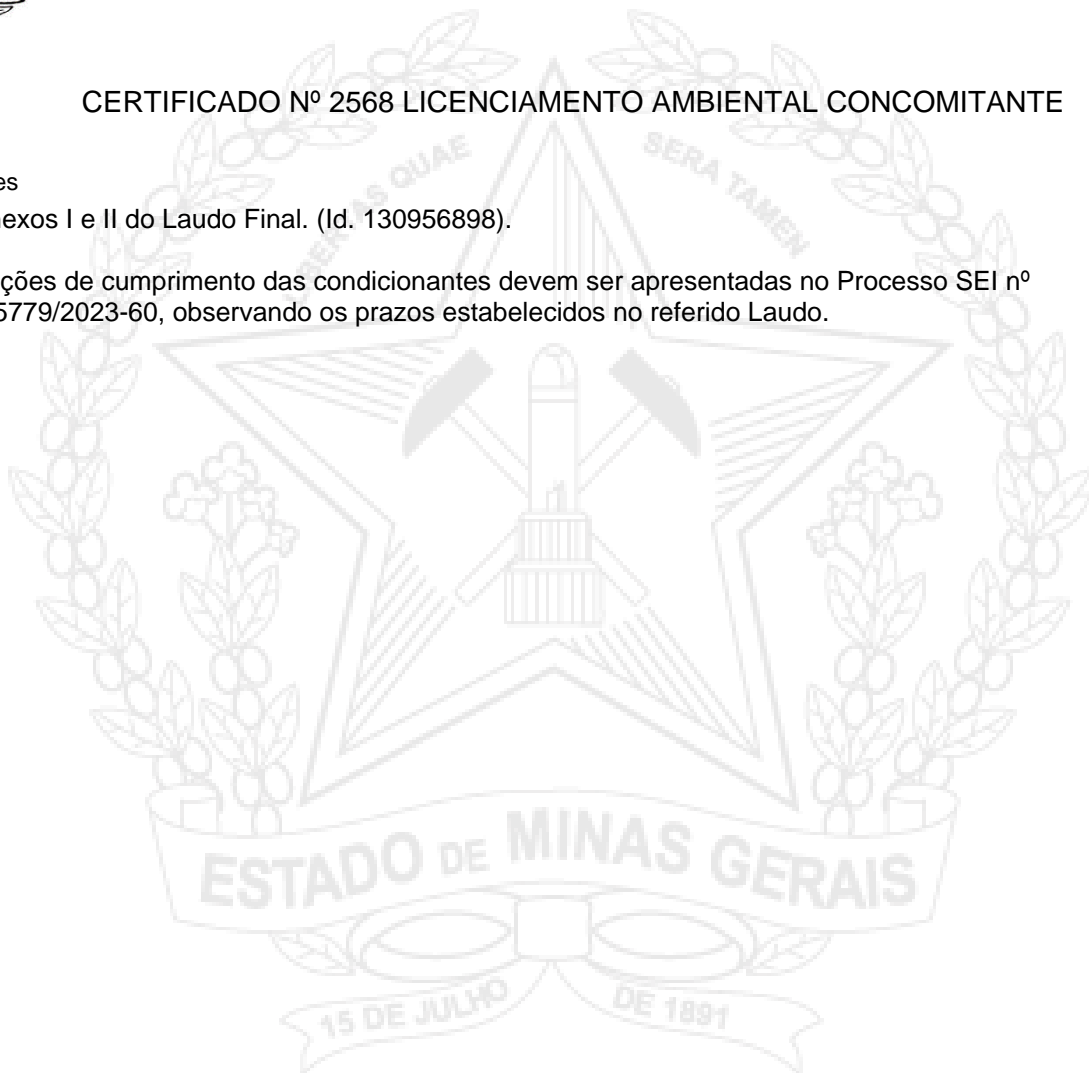 CERTIFICADO Nº 2568 LICENCIAMENTO AMBIENTAL CONCOMITANTE
LIBERTAS QUAE SERA TAMEN
es
exos I e II do Laudo Final. (Id. 130956898).
ções de cumprimento das condicionantes devem ser apresentadas no Processo SEI nº
5779/2023-60, observando os prazos estabelecidos no referido Laudo.
ESTADO DE MINAS GERAIS
15 DE JULHO DE 1891